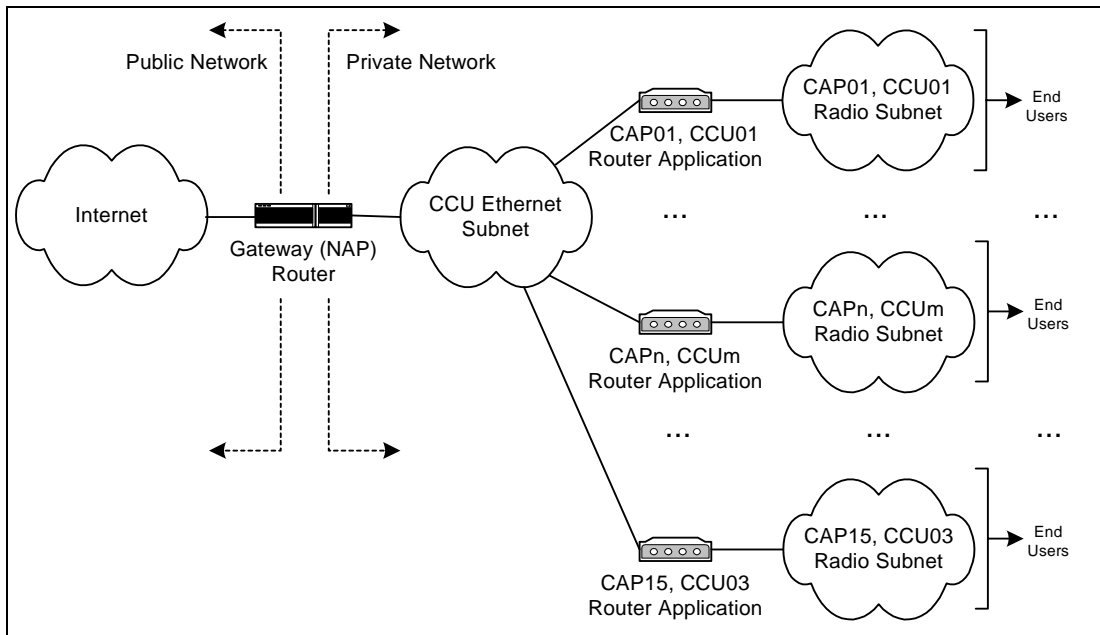 Public Network
Private Network
Internet
Gateway (NAP)
Router
CCU Ethernet
Subnet
CAP01, CCU01
Router Application
CAP01, CCU01
Radio Subnet
End
Users
...
...
...
CAPn, CCUm
Router Application
CAPn, CCUm
Radio Subnet
End
Users
...
...
...
CAP15, CCU03
Router Application
CAP15, CCU03
Radio Subnet
End
Users